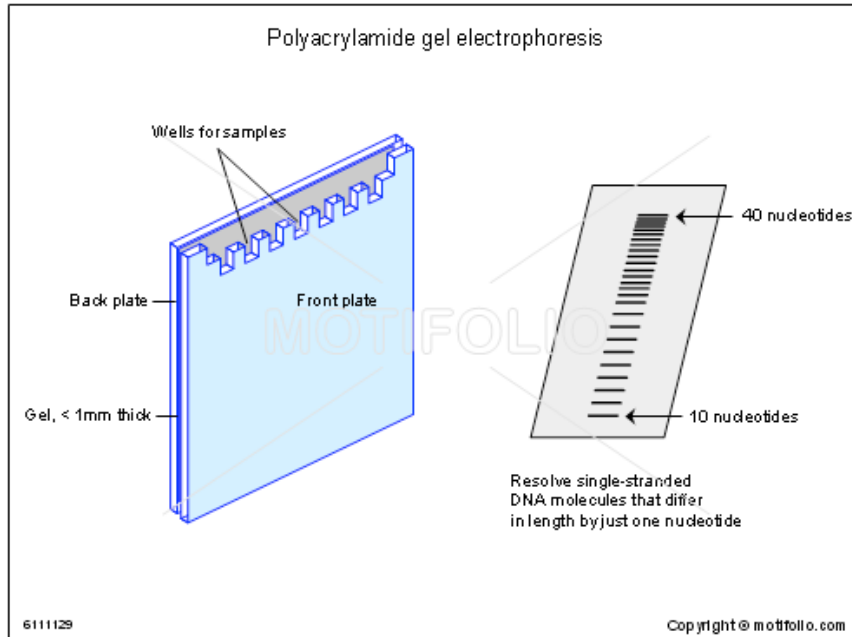 Polyacrylamide gel electrophoresis
Wells for samples
Back plate
Front plate
Gel, < 1mm thick
40 nucleotides
10 nucleotides
MOTIFOLIO
Resolve single-stranded
DNA molecules that differ
in length by just one nucleotide
6111129
Copyright © motifolio.com